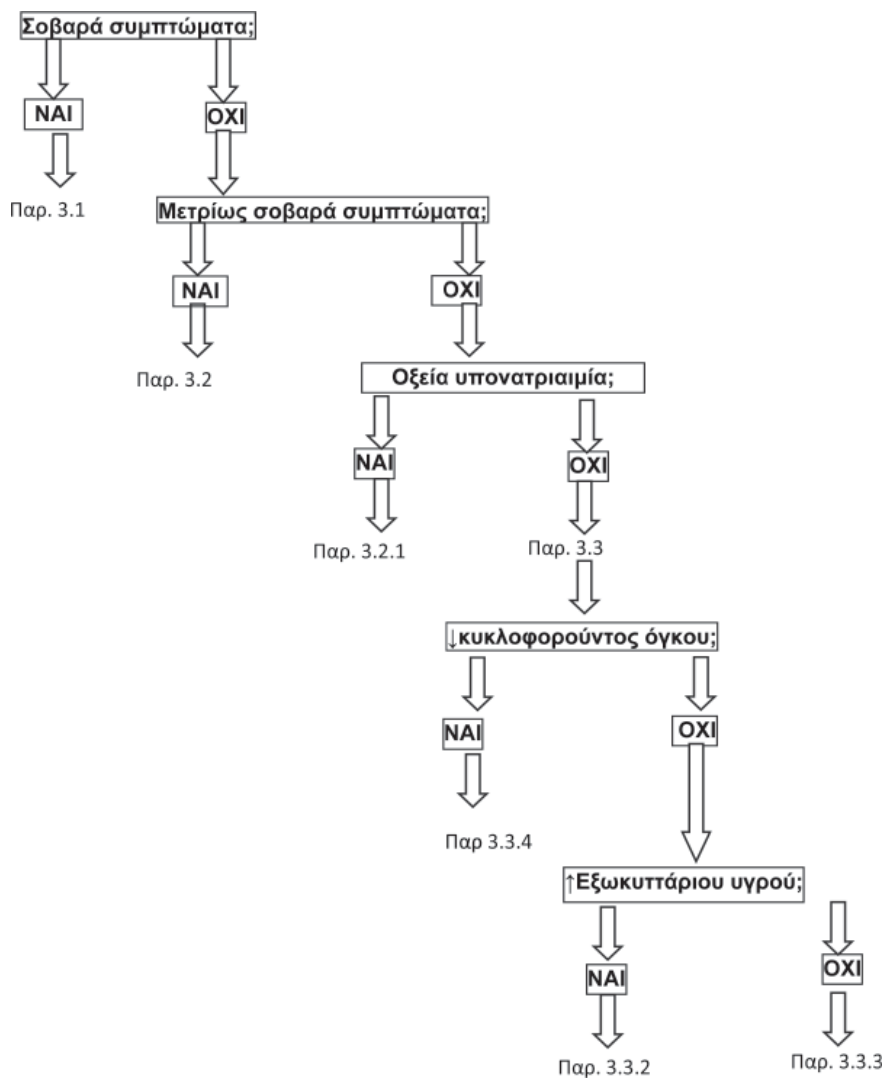 Σοβαρά συμπτώματα;
ΝΑΙ
ΟΧΙ
Παρ. 3.1
Μετρίως σοβαρά συμπτώματα;
ΝΑΙ
ΟΧΙ
Παρ. 3.2
Οξεία υπονατριαιμία;
ΝΑΙ
ΟΧΙ
Παρ. 3.2.1
Παρ. 3.3
↓κυκλοφορούντος όγκου;
ΝΑΙ
ΟΧΙ
Παρ 3.3.4
↑Εξωκυττάριου υγρού;
ΝΑΙ
ΟΧΙ
Παρ. 3.3.2
Παρ. 3.3.3